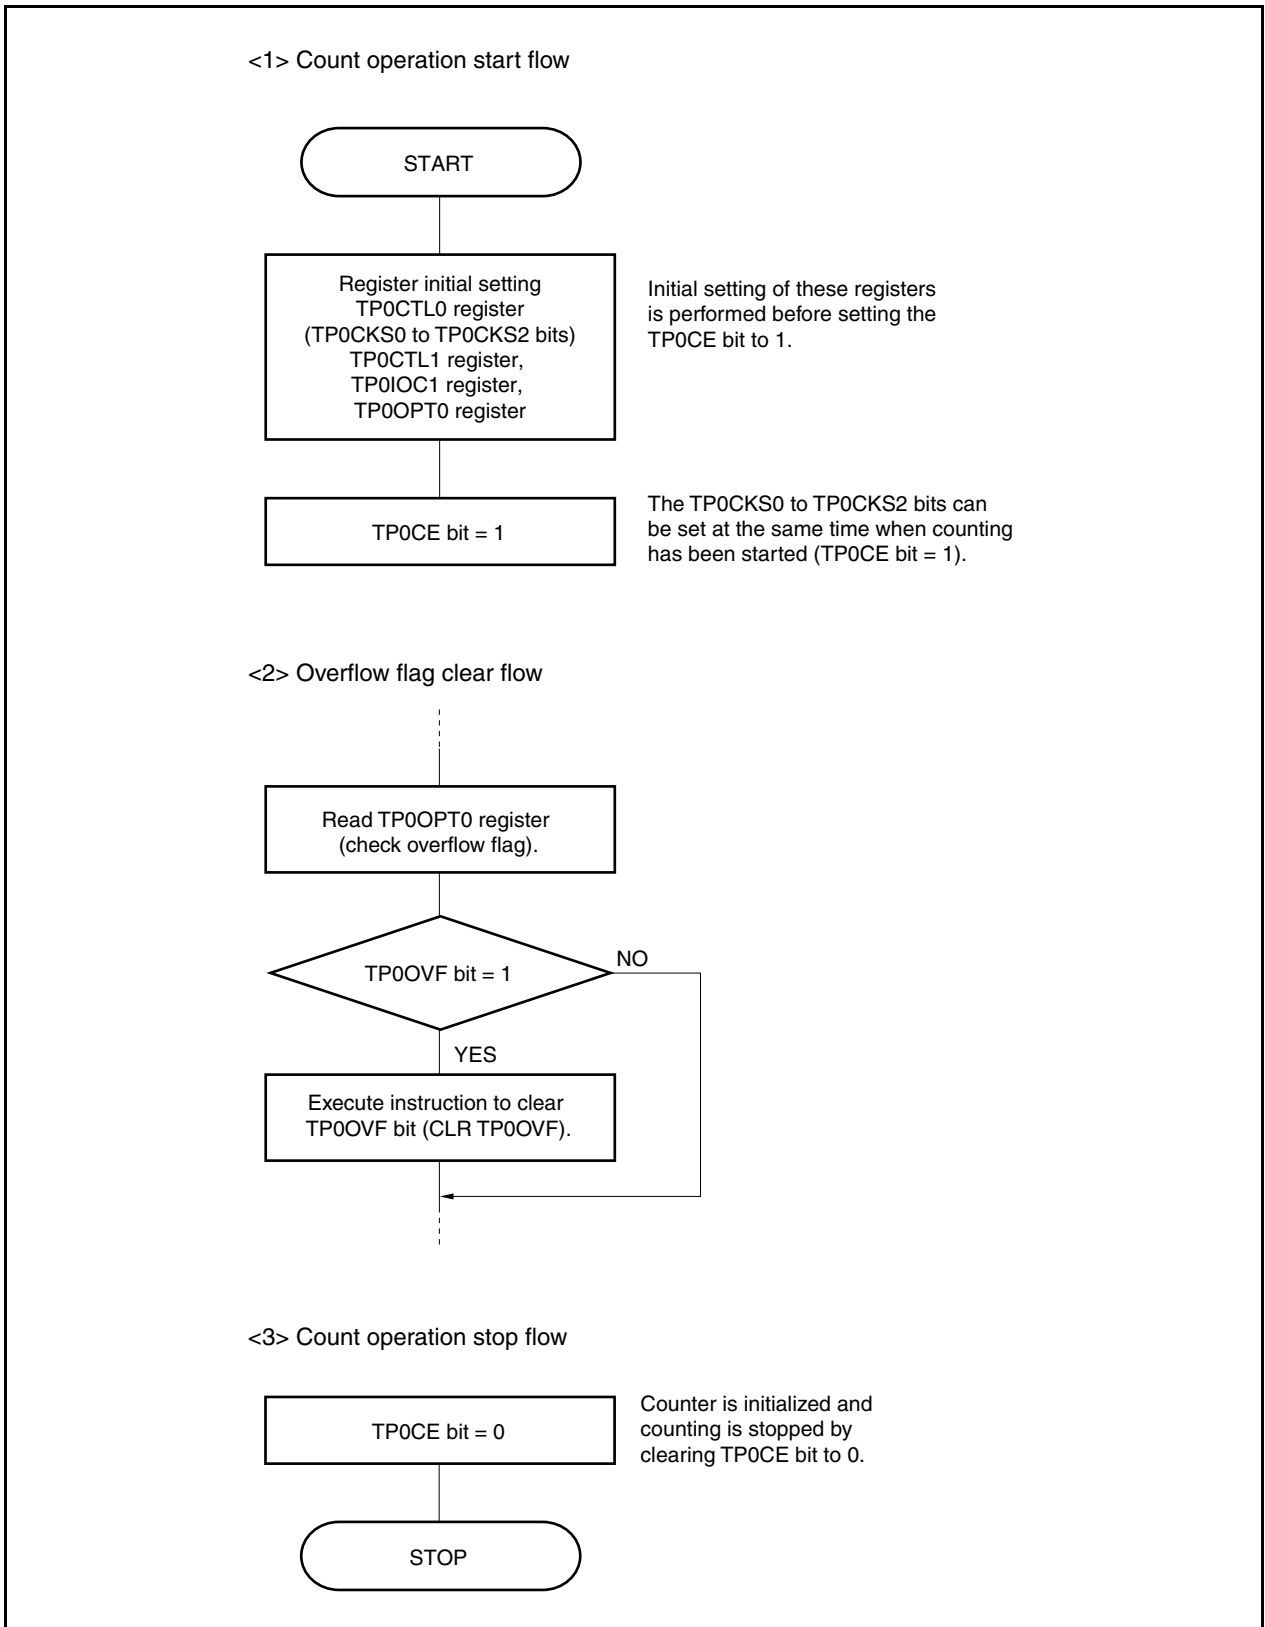 <1> Count operation start flow
START
Register initial setting
TP0CTL0 register
(TP0CKS0 to TP0CKS2 bits)
TP0CTL1 register,
TP0IOC1 register,
TP0OPT0 register
Initial setting of these registers
is performed before setting the
TP0CE bit to 1.
TP0CE bit = 1
The TP0CKS0 to TP0CKS2 bits can
be set at the same time when counting
has been started (TP0CE bit = 1).
<2> Overflow flag clear flow
Read TP0OPT0 register
(check overflow flag).
TP0OVF bit = 1
NO
YES
Execute instruction to clear
TP0OVF bit (CLR TP0OVF).
<3> Count operation stop flow
TP0CE bit = 0
Counter is initialized and
counting is stopped by
clearing TP0CE bit to 0.
STOP